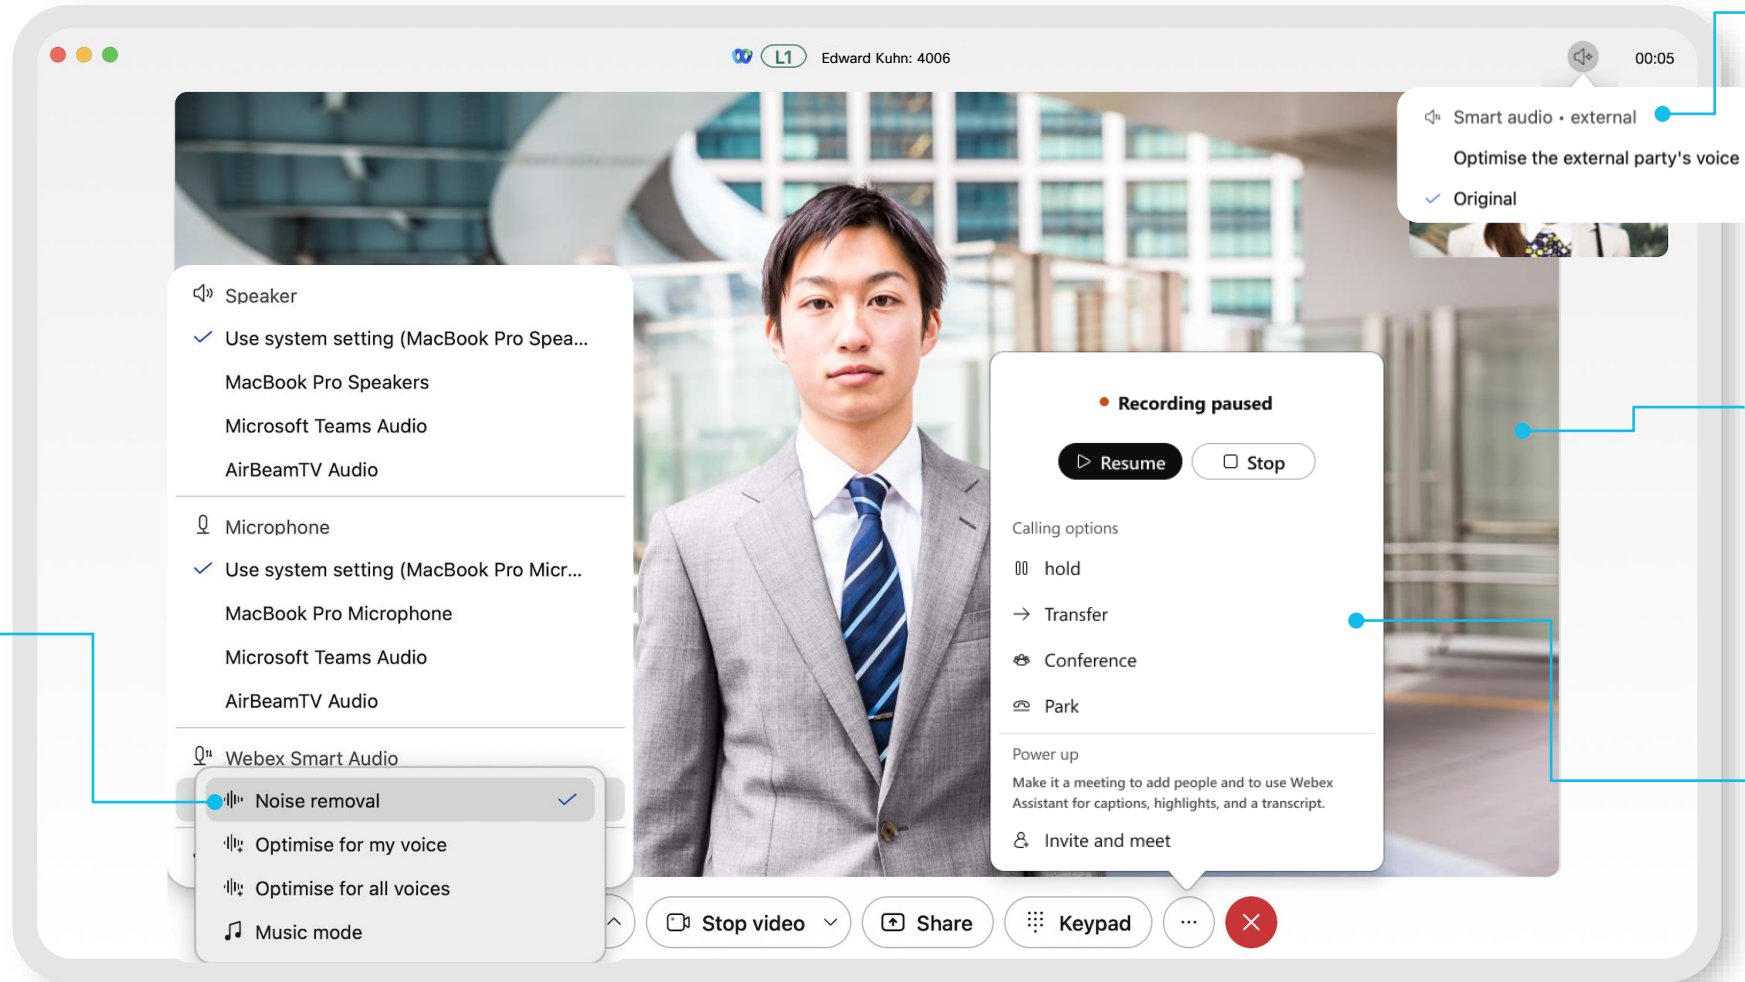 L1 Edward Kuhn: 4006
00:05
Smart audio • external
Optimise the external party's voice
Original
Speaker
Use system setting (MacBook Pro Spea...
MacBook Pro Speakers
Microsoft Teams Audio
AirBeamTV Audio
Microphone
Use system setting (MacBook Pro Micr...
MacBook Pro Microphone
Microsoft Teams Audio
AirBeamTV Audio
Webex Smart Audio
Noise removal
Optimise for my voice
Optimise for all voices
Music mode
Recording paused
Resume
Stop
Calling options
hold
Transfer
Conference
Park
Power up
Make it a meeting to add people and to use Webex
Assistant for captions, highlights, and a transcript.
Invite and meet
Stop video
Share
Keypad